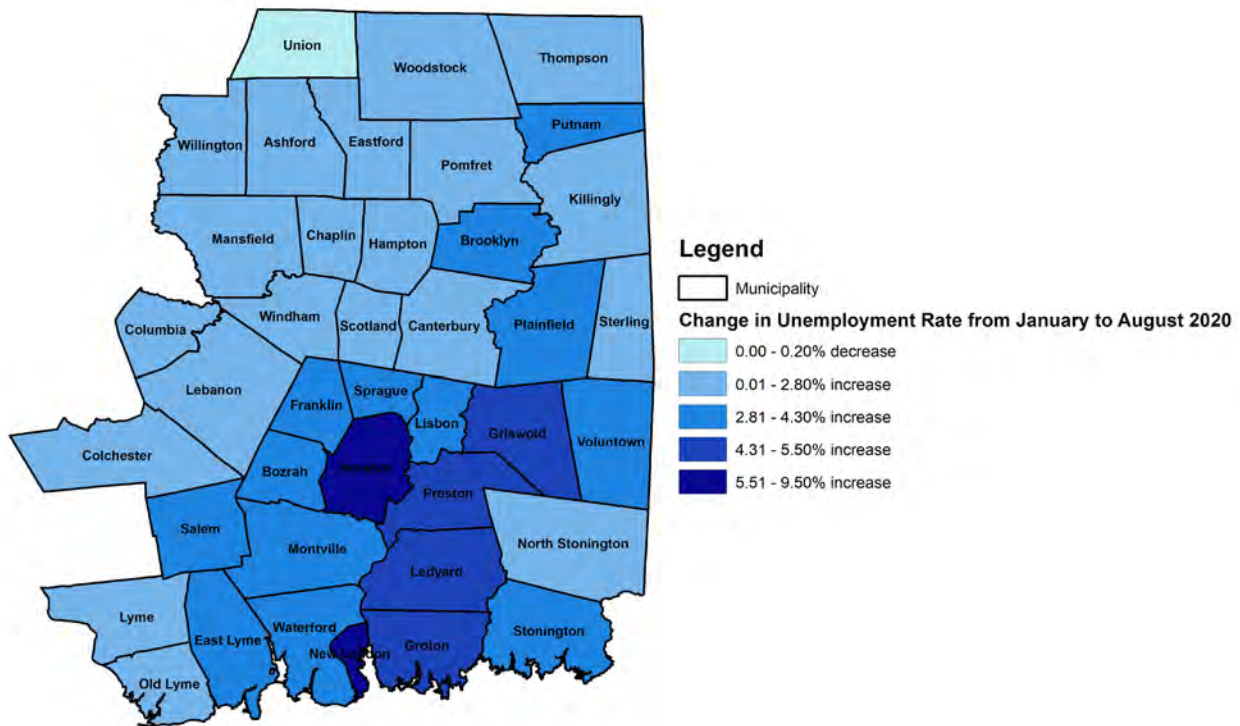 Union
Woodstock
Thompson
Putnam
Willington
Ashford
Eastford
Pomfret
Killingly
Mansfield
Chaplin
Hampton
Brooklyn
Columbia
Windham
Scotland
Canterbury
Plainfield
Sterling
Lebanon
Franklin
Sprague
Lisbon
Griswold
Voluntown
Colchester
Bozrah
Norwich
Preston
Salem
Montville
North Stonington
Ledyard
Lyme
East Lyme
Waterford
New London
Groton
Stonington
Old Lyme
Legend
Municipality
Change in Unemployment Rate from January to August 2020
0.00 - 0.20% decrease
0.01 - 2.80% increase
2.81 - 4.30% increase
4.31 - 5.50% increase
5.51 - 9.50% increase